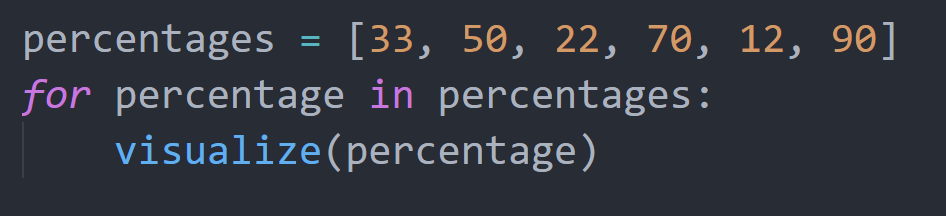 percentages = [33, 50, 22, 70, 12, 90]
for percentage in percentages:
    visualize(percentage)